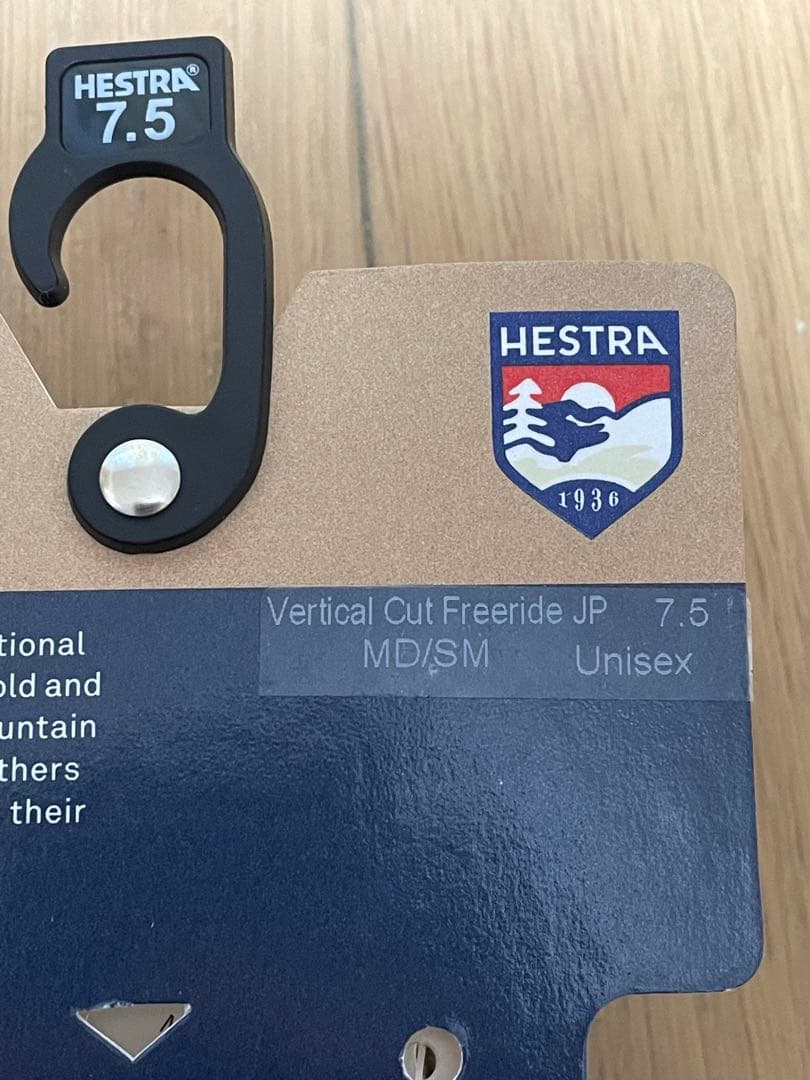 HESTRA®
7.5
HESTRA
1936
Vertical Cut Freeride JP 7.5
MD/SM Unisex
tional
old and
untain
thers
their